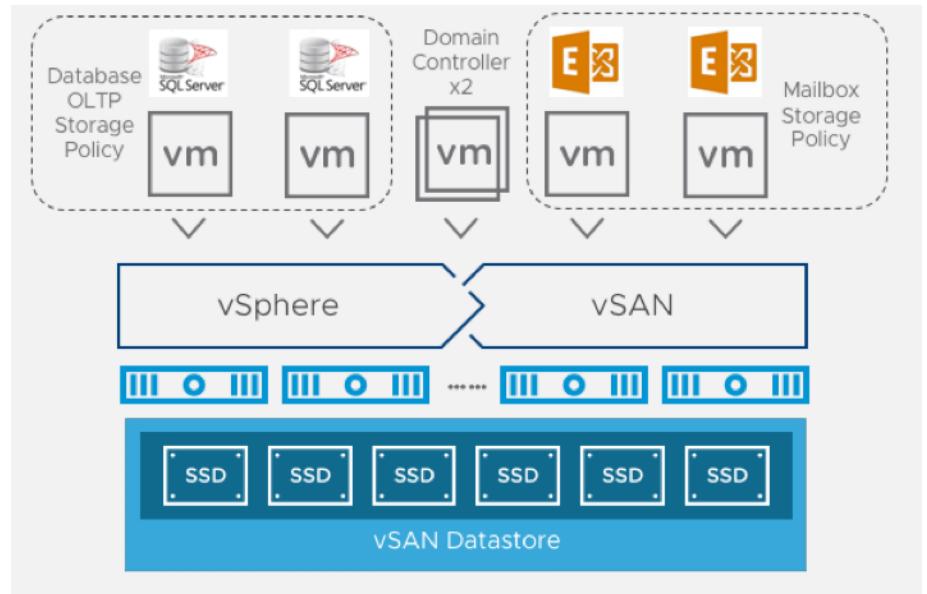 Database
OLTP
Storage
Policy
SQL Server
vm
SQL Server
vm
Domain
Controller
x2
vm
E
vm
E
vm
Mailbox
Storage
Policy
vSphere
vSAN
SSD
SSD
SSD
SSD
SSD
SSD
vSAN Datastore